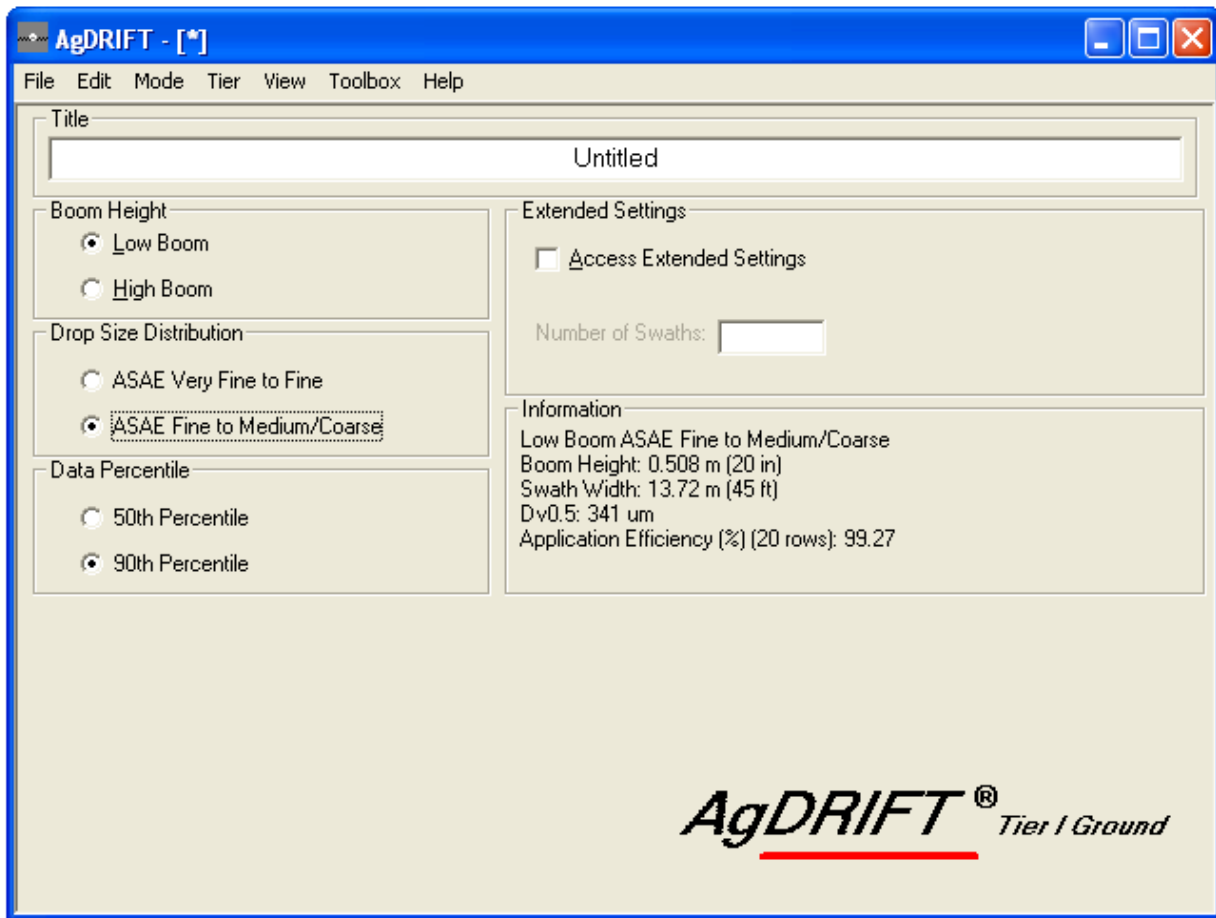 AgDRIFT - [*]
File Edit Mode Tier View Toolbox Help
Title
Untitled
Boom Height
Low Boom
High Boom
Drop Size Distribution
ASAE Very Fine to Fine
ASAE Fine to Medium/Coarse
Data Percentile
50th Percentile
90th Percentile
Extended Settings
Access Extended Settings
Number of Swaths:
Information
Low Boom ASAE Fine to Medium/Coarse
Boom Height: 0.508 m (20 in)
Swath Width: 13.72 m (45 ft)
Dv0.5: 341 um
Application Efficiency (%) (20 rows): 99.27
AgDRIFT ® Tier I Ground